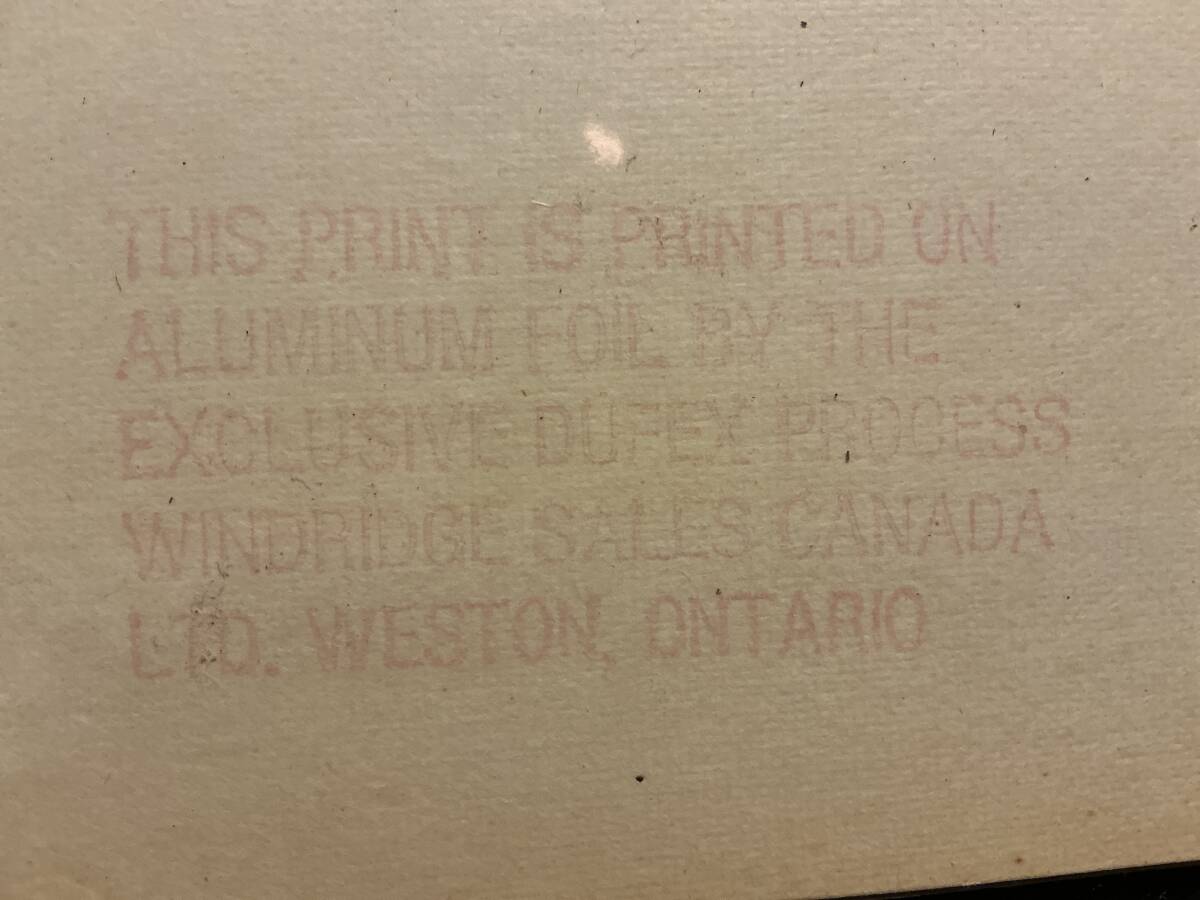 THIS PRINT IS PRINTED ON
ALUMINUM FOIL BY THE
EXCLUSIVE DUFEX PROCESS
WINDRIDGE SALES CANADA
LTD. WESTON, ONTARIO